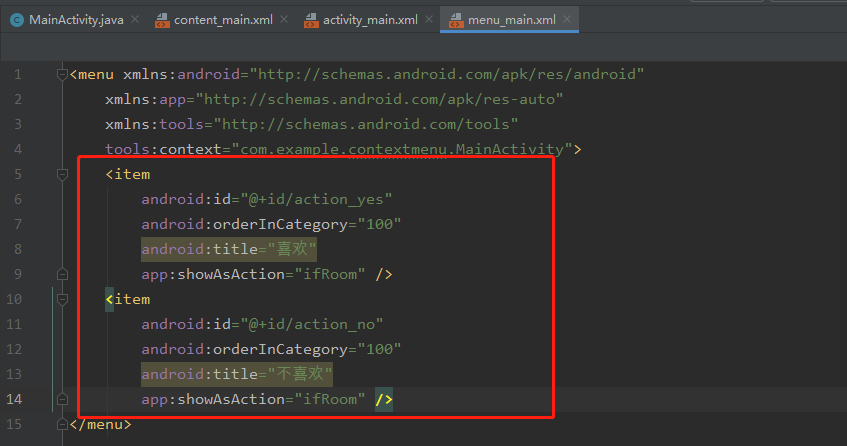 MainActivity.java content_main.xml activity_main.xml menu_main.xml
1 <menu xmlns:android="http://schemas.android.com/apk/res/android"
2 xmlns:app="http://schemas.android.com/apk/res-auto"
3 xmlns:tools="http://schemas.android.com/tools"
4 tools:context="com.example.contextmenu.MainActivity">
5 <item
6 android:id="@+id/action_yes"
7 android:orderInCategory="100"
8 android:title="喜欢"
9 app:showAsAction="ifRoom" />
10 <item
11 android:id="@+id/action_no"
12 android:orderInCategory="100"
13 android:title="不喜欢"
14 app:showAsAction="ifRoom" />
15 </menu>